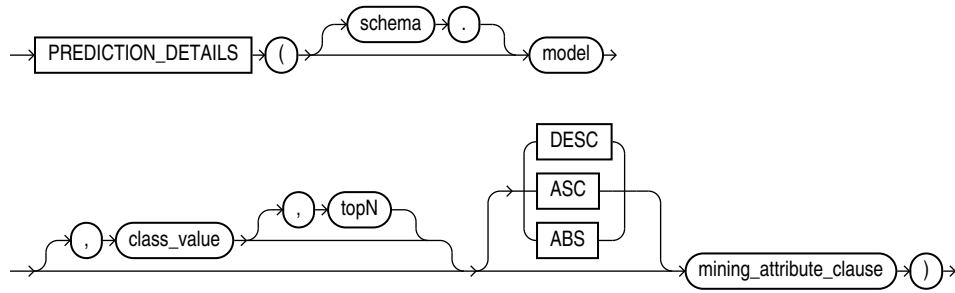 schema .
PREDICTION_DETAILS ( model
DESC
ASC
ABS
, topN
, class_value
mining_attribute_clause )